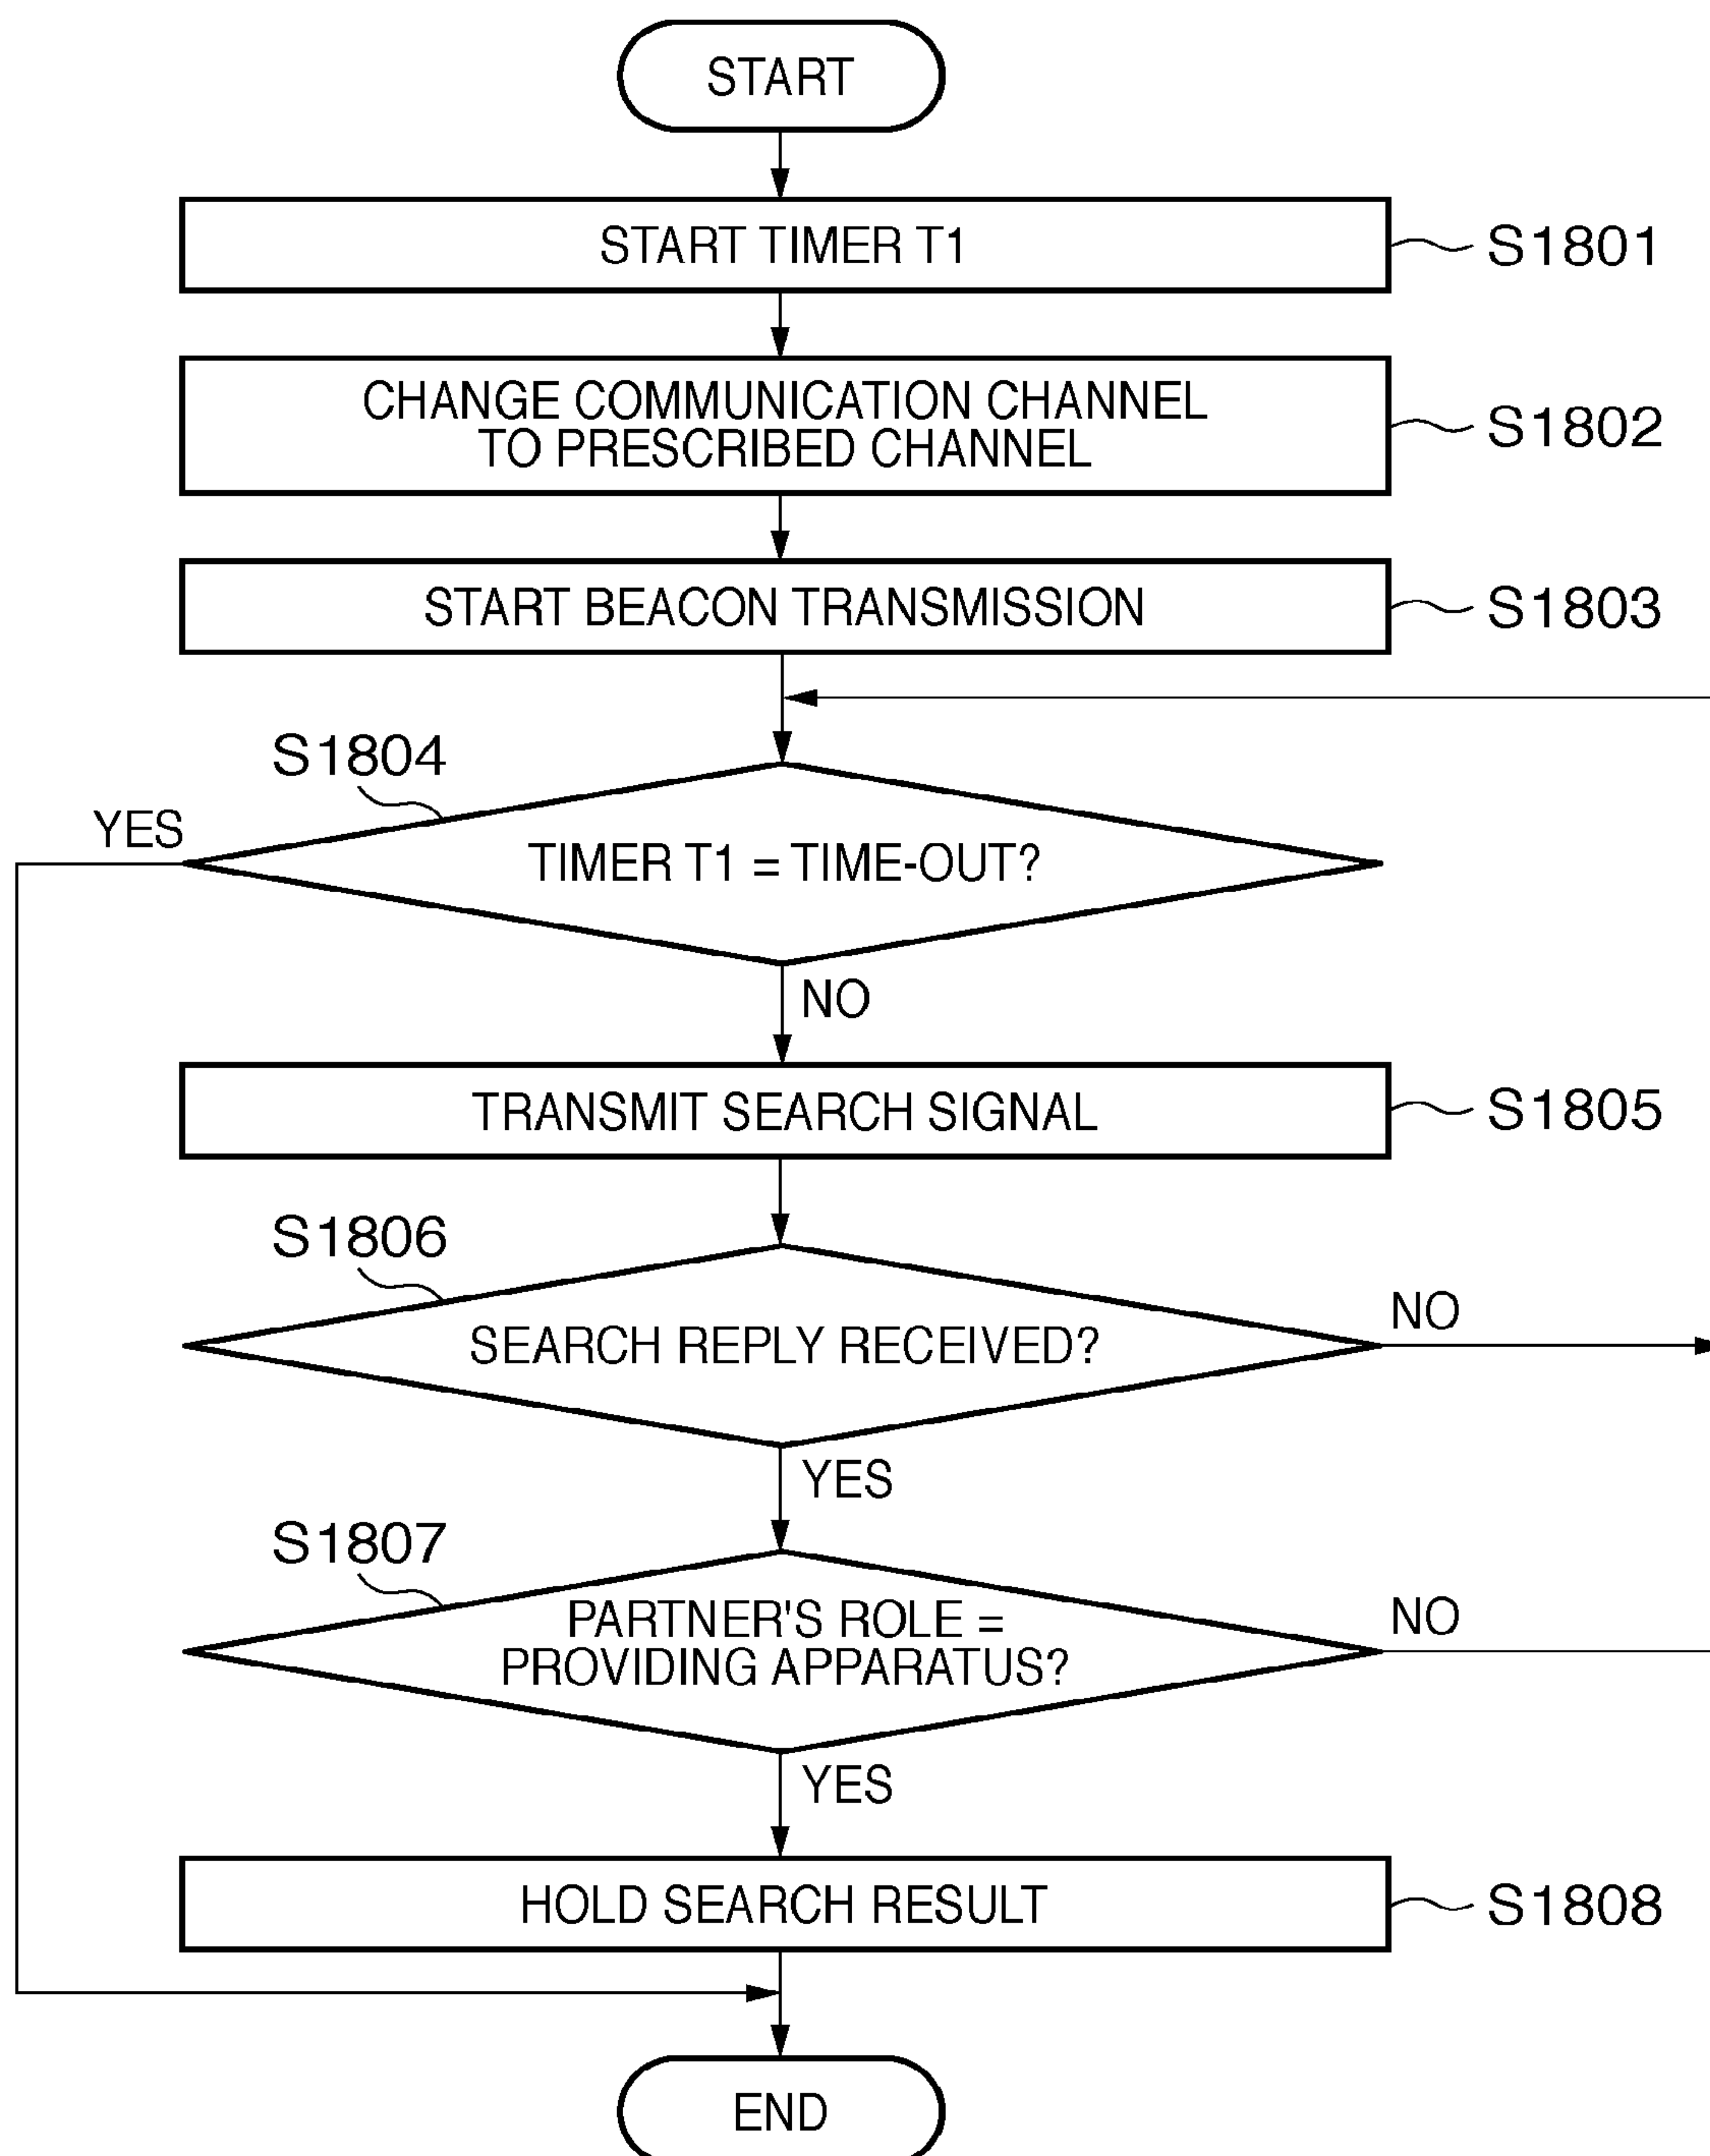 START
START TIMER T1
S1801
CHANGE COMMUNICATION CHANNEL
TO PRESCRIBED CHANNEL
S1802
START BEACON TRANSMISSION
S1803
S1804
YES
TIMER T1 = TIME-OUT?
NO
TRANSMIT SEARCH SIGNAL
S1805
S1806
SEARCH REPLY RECEIVED?
NO
YES
S1807
PARTNER'S ROLE =
PROVIDING APPARATUS?
NO
YES
HOLD SEARCH RESULT
S1808
END